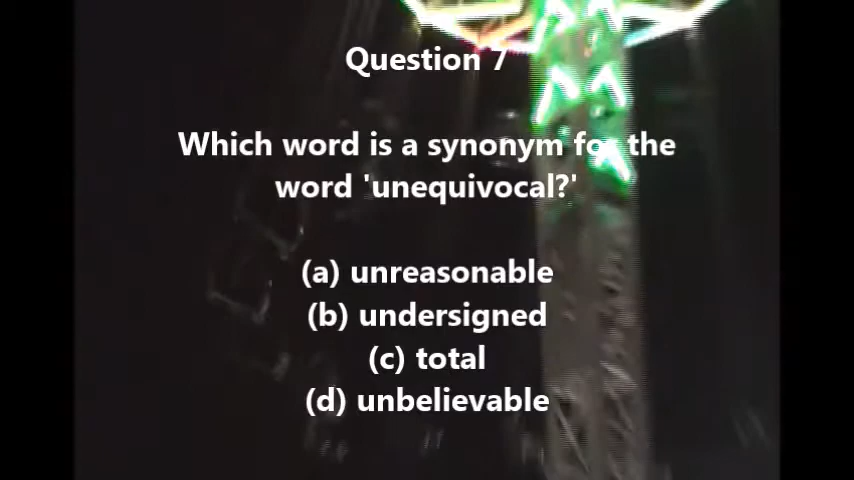 Question 7
Which word is a synonym for the
word 'unequivocal?'
(a) unreasonable
(b) undersigned
(c) total
(d) unbelievable